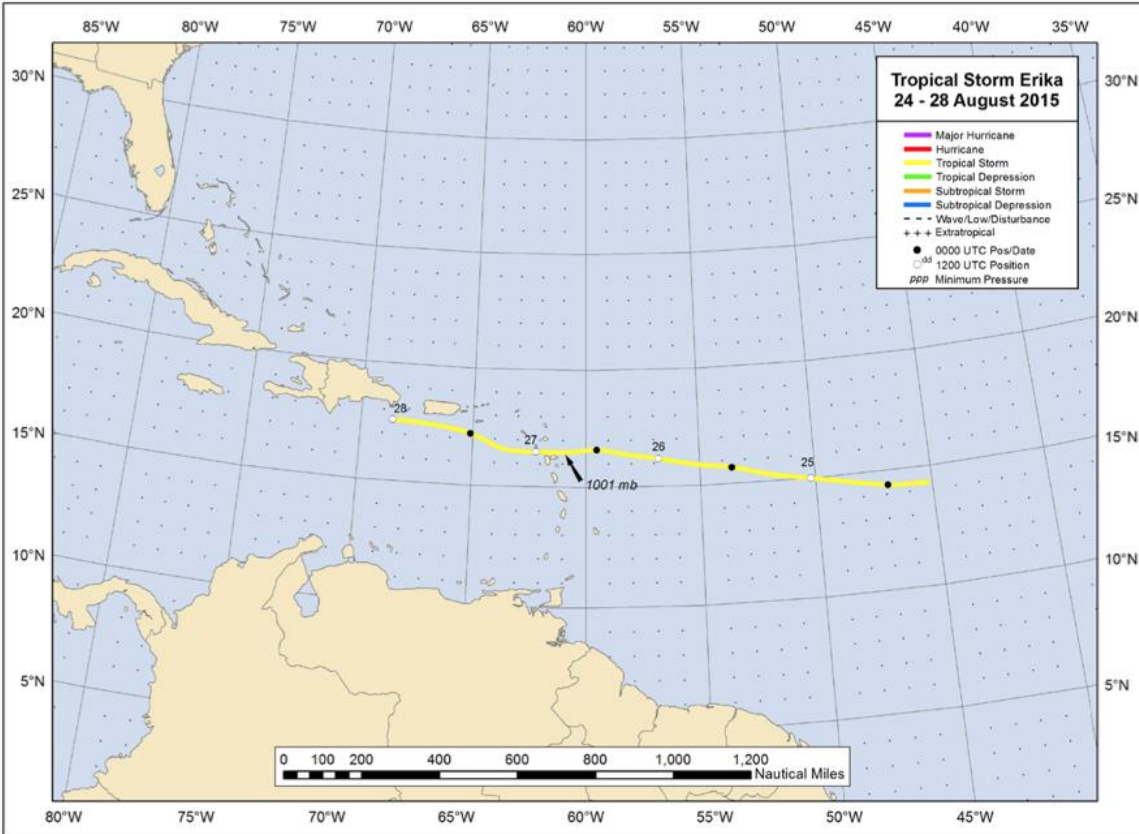 85°W 80°W 75°W 70°W 65°W 60°W 55°W 50°W 45°W 40°W 35°W
Tropical Storm Erika
24 - 28 August 2015
Major Hurricane
Hurricane
Tropical Storm
Tropical Depression
Subtropical Storm
Subtropical Depression
Wave/Low/Disturbance
+++ Extratropical
0000 UTC Pos/Date
dd 1200 UTC Position
ppp Minimum Pressure
30°N 30°N
25°N 25°N
20°N 20°N
28
27
26
25
15°N 15°N
1001 mb
10°N 10°N
5°N 5°N
0 100 200 400 600 800 1,000 1,200
Nautical Miles
80°W 75°W 70°W 65°W 60°W 55°W 50°W 45°W